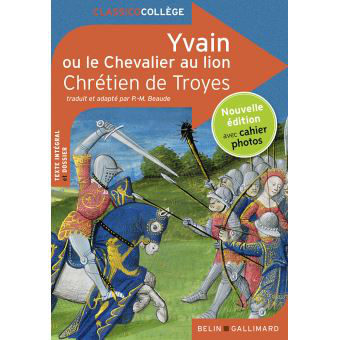 CLASSICOCOLLÈGE
Yvain
ou le Chevalier au lion
Chrétien de Troyes
traduit et adapté par P.-M. Beaude
Nouvelle
édition
avec cahier
photos
TEXTE INTÉGRAL
et DOSSIER
BELIN GALLIMARD